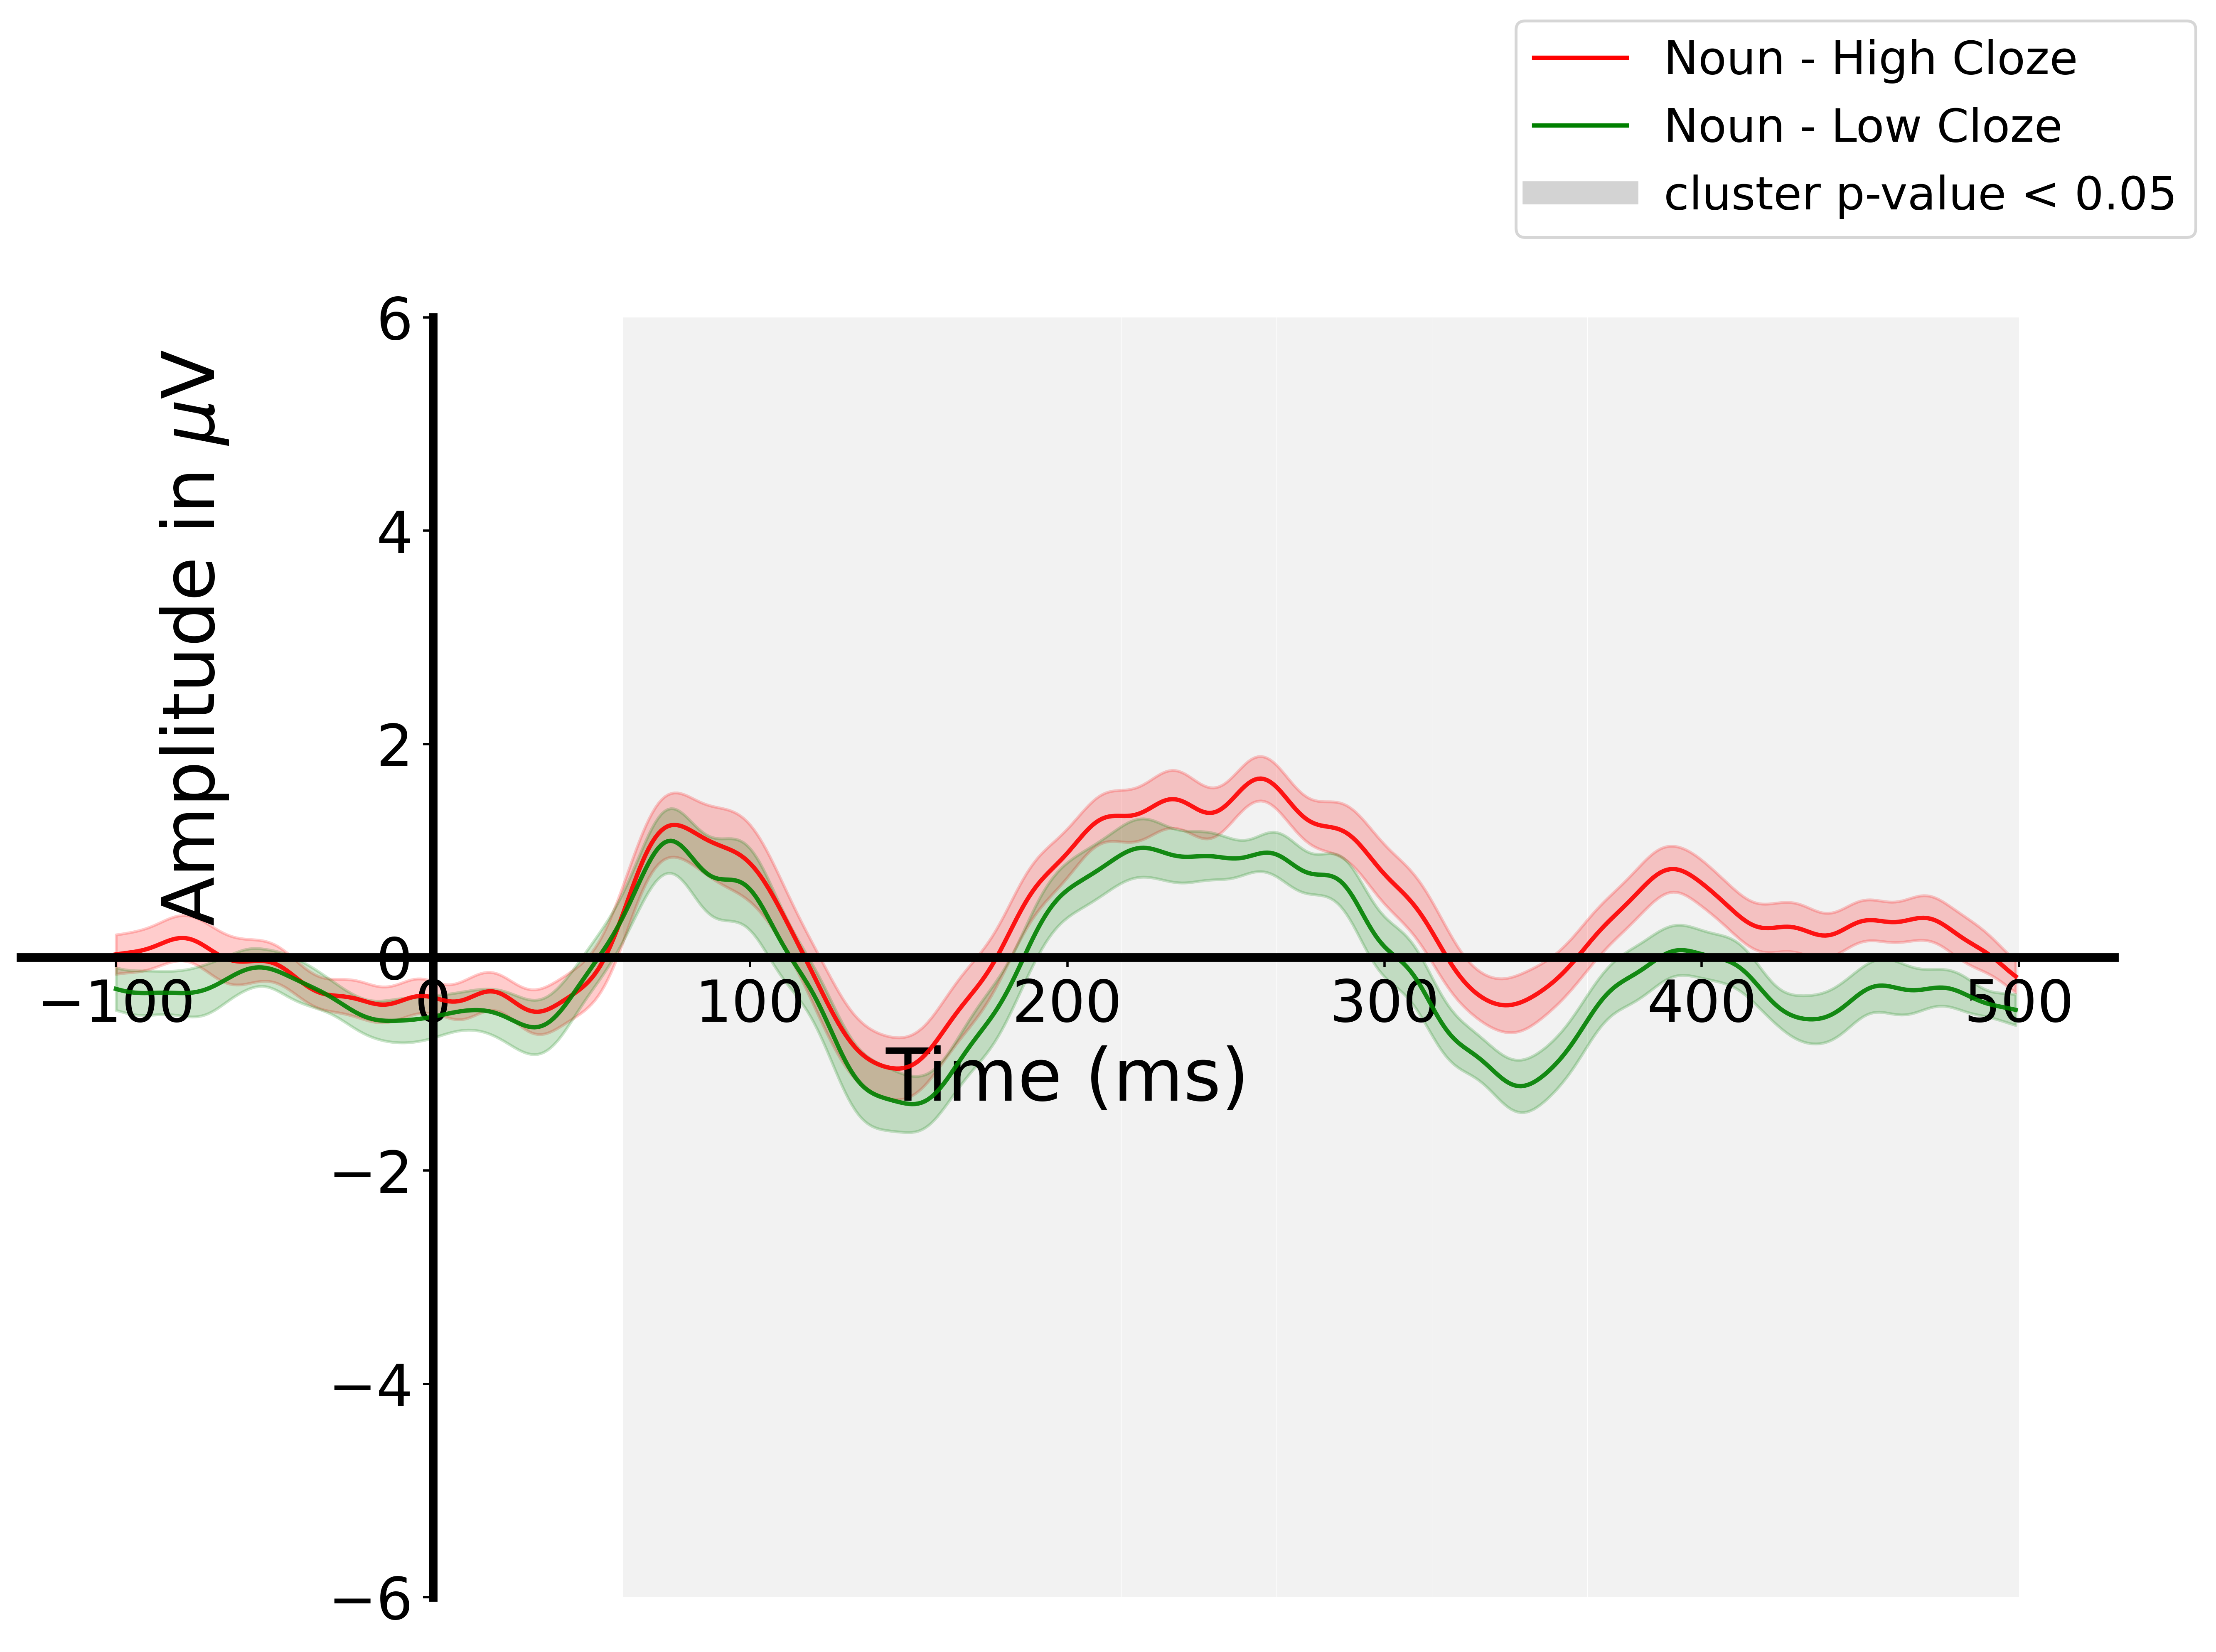 Noun - High Cloze
Noun - Low Cloze
cluster p-value < 0.05
Amplitude in μV
6
4
2
0
−2
−4
−6
−100
0
100
200
300
400
500
Time (ms)